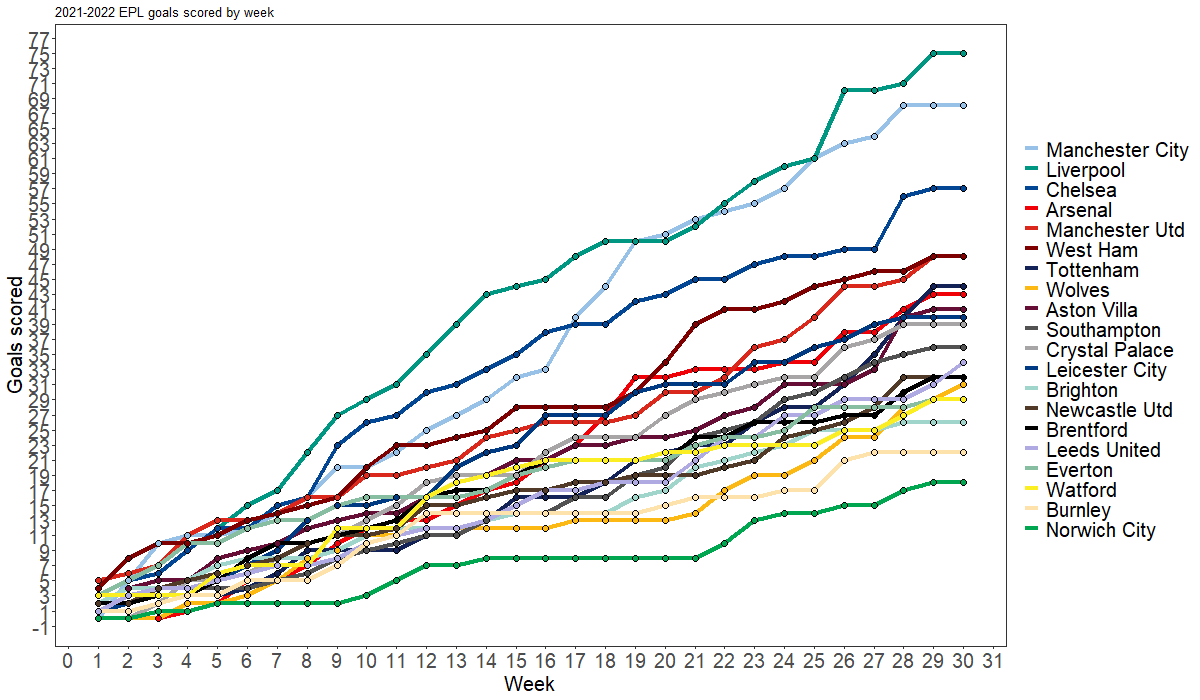 2021-2022 EPL goals scored by week
77
75
73
71
69
67
65
63
61
59
57
55
53
51
49
47
45
43
41
39
37
35
33
31
29
27
25
23
21
19
17
15
13
11
9
7
5
3
1
-1
Goals scored
0 1 2 3 4 5 6 7 8 9 10 11 12 13 14 15 16 17 18 19 20 21 22 23 24 25 26 27 28 29 30 31
Week
Manchester City
Liverpool
Chelsea
Arsenal
Manchester Utd
West Ham
Tottenham
Wolves
Aston Villa
Southampton
Crystal Palace
Leicester City
Brighton
Newcastle Utd
Brentford
Leeds United
Everton
Watford
Burnley
Norwich City